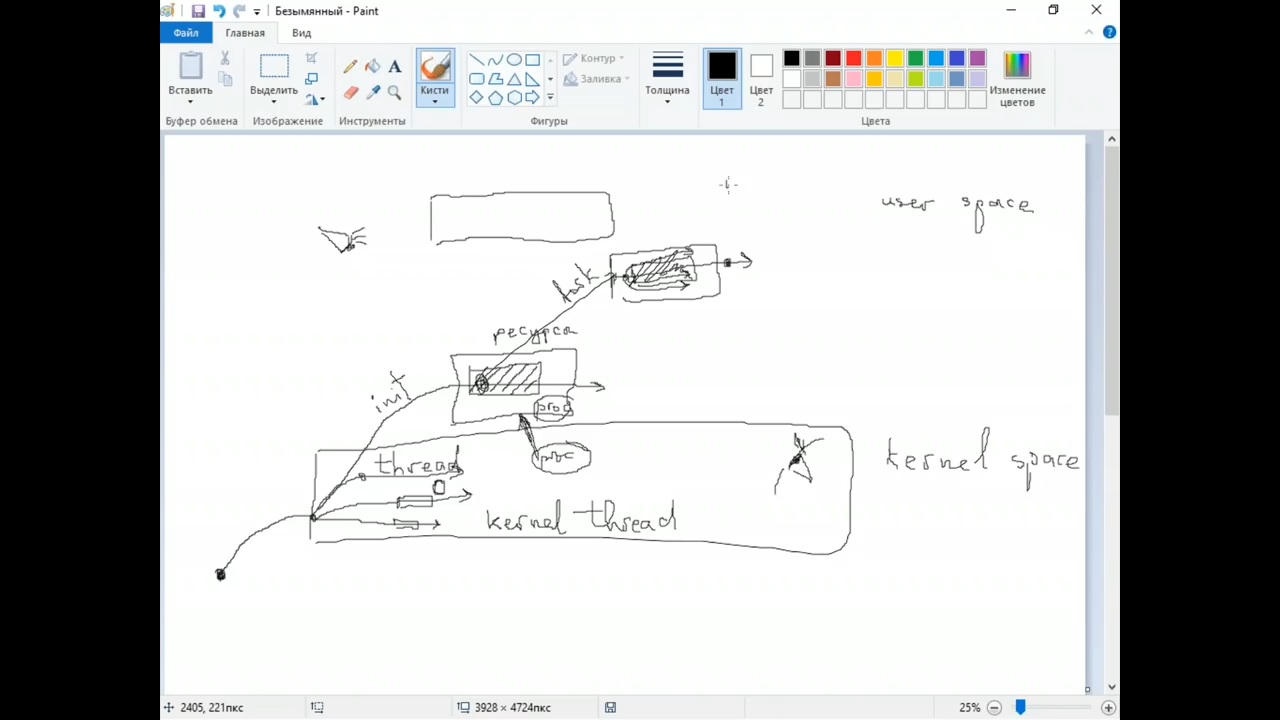 Безымянный - Paint
Файл
Главная
Вид
Вставить
Буфер обмена
Выделить
Изображение
Инструменты
Кисти
Фигуры
Контур
Заливка
Толщина
Цвет 1
Цвет 2
Изменение цветов
Цвета
user space
task
ресурсы
init
proc
thread
proc
kernel space
kernel thread
2405, 221пкс
3928 × 4724пкс
25%